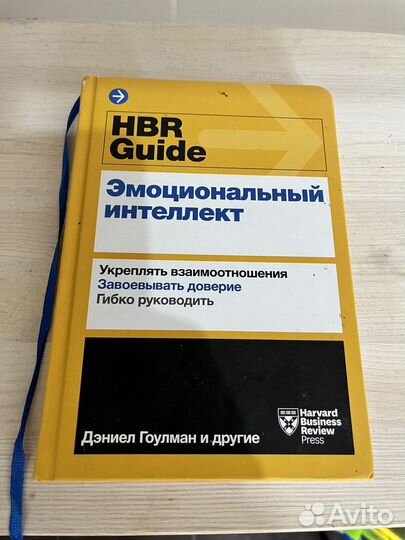 HBR
Guide
Эмоциональный
интеллект
Укреплять взаимоотношения
Завоевывать доверие
Гибко руководить
Дэниел Гоулман и другие
Harvard
Business
Review
Press
Avito